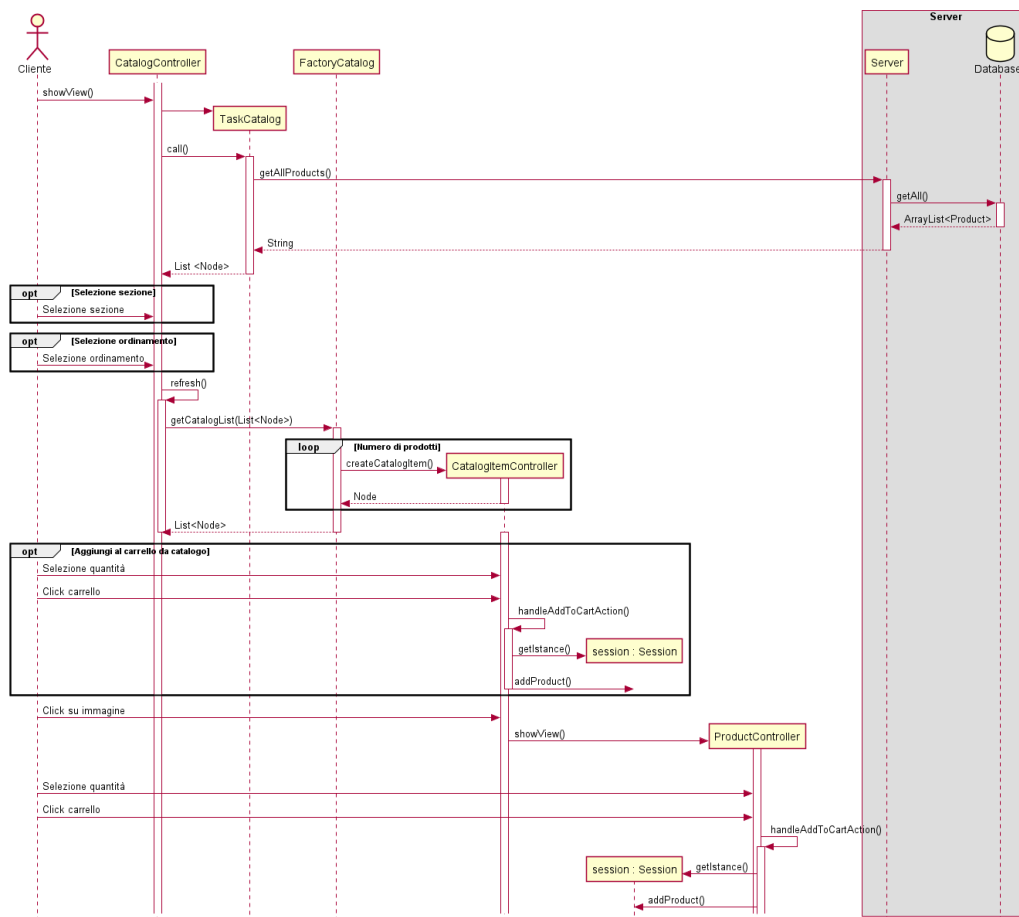 Server
Cliente
CatalogController
FactoryCatalog
Server
Database
showView()
TaskCatalog
call()
getAllProducts()
getAll()
ArrayList<Product>
String
List <Node>
opt [Selezione sezione]
Selezione sezione
opt [Selezione ordinamento]
Selezione ordinamento
refresh()
getCatalogList(List<Node>)
loop [Numero di prodotti]
createCatalogItem()
CatalogItemController
Node
List<Node>
opt [Aggiungi al carrello da catalogo]
Selezione quantità
Click carrello
handleAddToCartAction()
getIstance()
session : Session
addProduct()
Click su immagine
showView()
ProductController
Selezione quantità
Click carrello
handleAddToCartAction()
session : Session
getIstance()
addProduct()